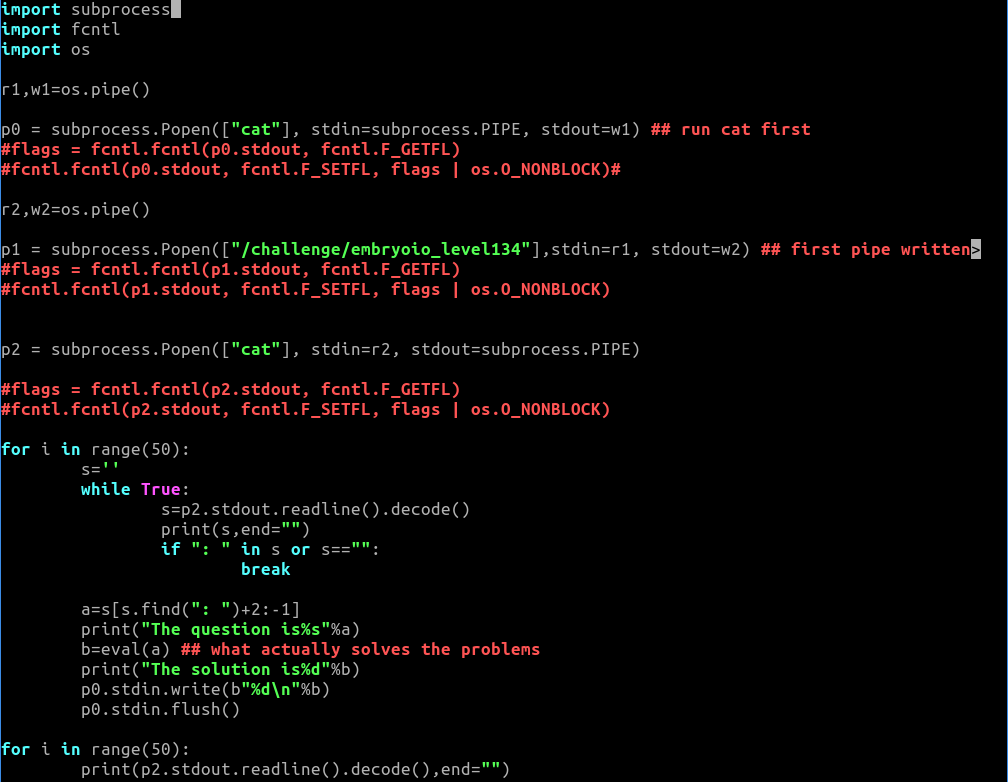 import subprocess
import fcntl
import os

r1,w1=os.pipe()

p0 = subprocess.Popen(["cat"], stdin=subprocess.PIPE, stdout=w1) ## run cat first
#flags = fcntl.fcntl(p0.stdout, fcntl.F_GETFL)
#fcntl.fcntl(p0.stdout, fcntl.F_SETFL, flags | os.O_NONBLOCK)#

r2,w2=os.pipe()

p1 = subprocess.Popen(["/challenge/embryoio_level134"],stdin=r1, stdout=w2) ## first pipe written>
#flags = fcntl.fcntl(p1.stdout, fcntl.F_GETFL)
#fcntl.fcntl(p1.stdout, fcntl.F_SETFL, flags | os.O_NONBLOCK)


p2 = subprocess.Popen(["cat"], stdin=r2, stdout=subprocess.PIPE)

#flags = fcntl.fcntl(p2.stdout, fcntl.F_GETFL)
#fcntl.fcntl(p2.stdout, fcntl.F_SETFL, flags | os.O_NONBLOCK)

for i in range(50):
        s=''
        while True:
                s=p2.stdout.readline().decode()
                print(s,end="")
                if ": " in s or s=="":
                        break

        a=s[s.find(": ")+2:-1]
        print("The question is%s"%a)
        b=eval(a) ## what actually solves the problems
        print("The solution is%d"%b)
        p0.stdin.write(b"%d\n"%b)
        p0.stdin.flush()

for i in range(50):
        print(p2.stdout.readline().decode(),end="")